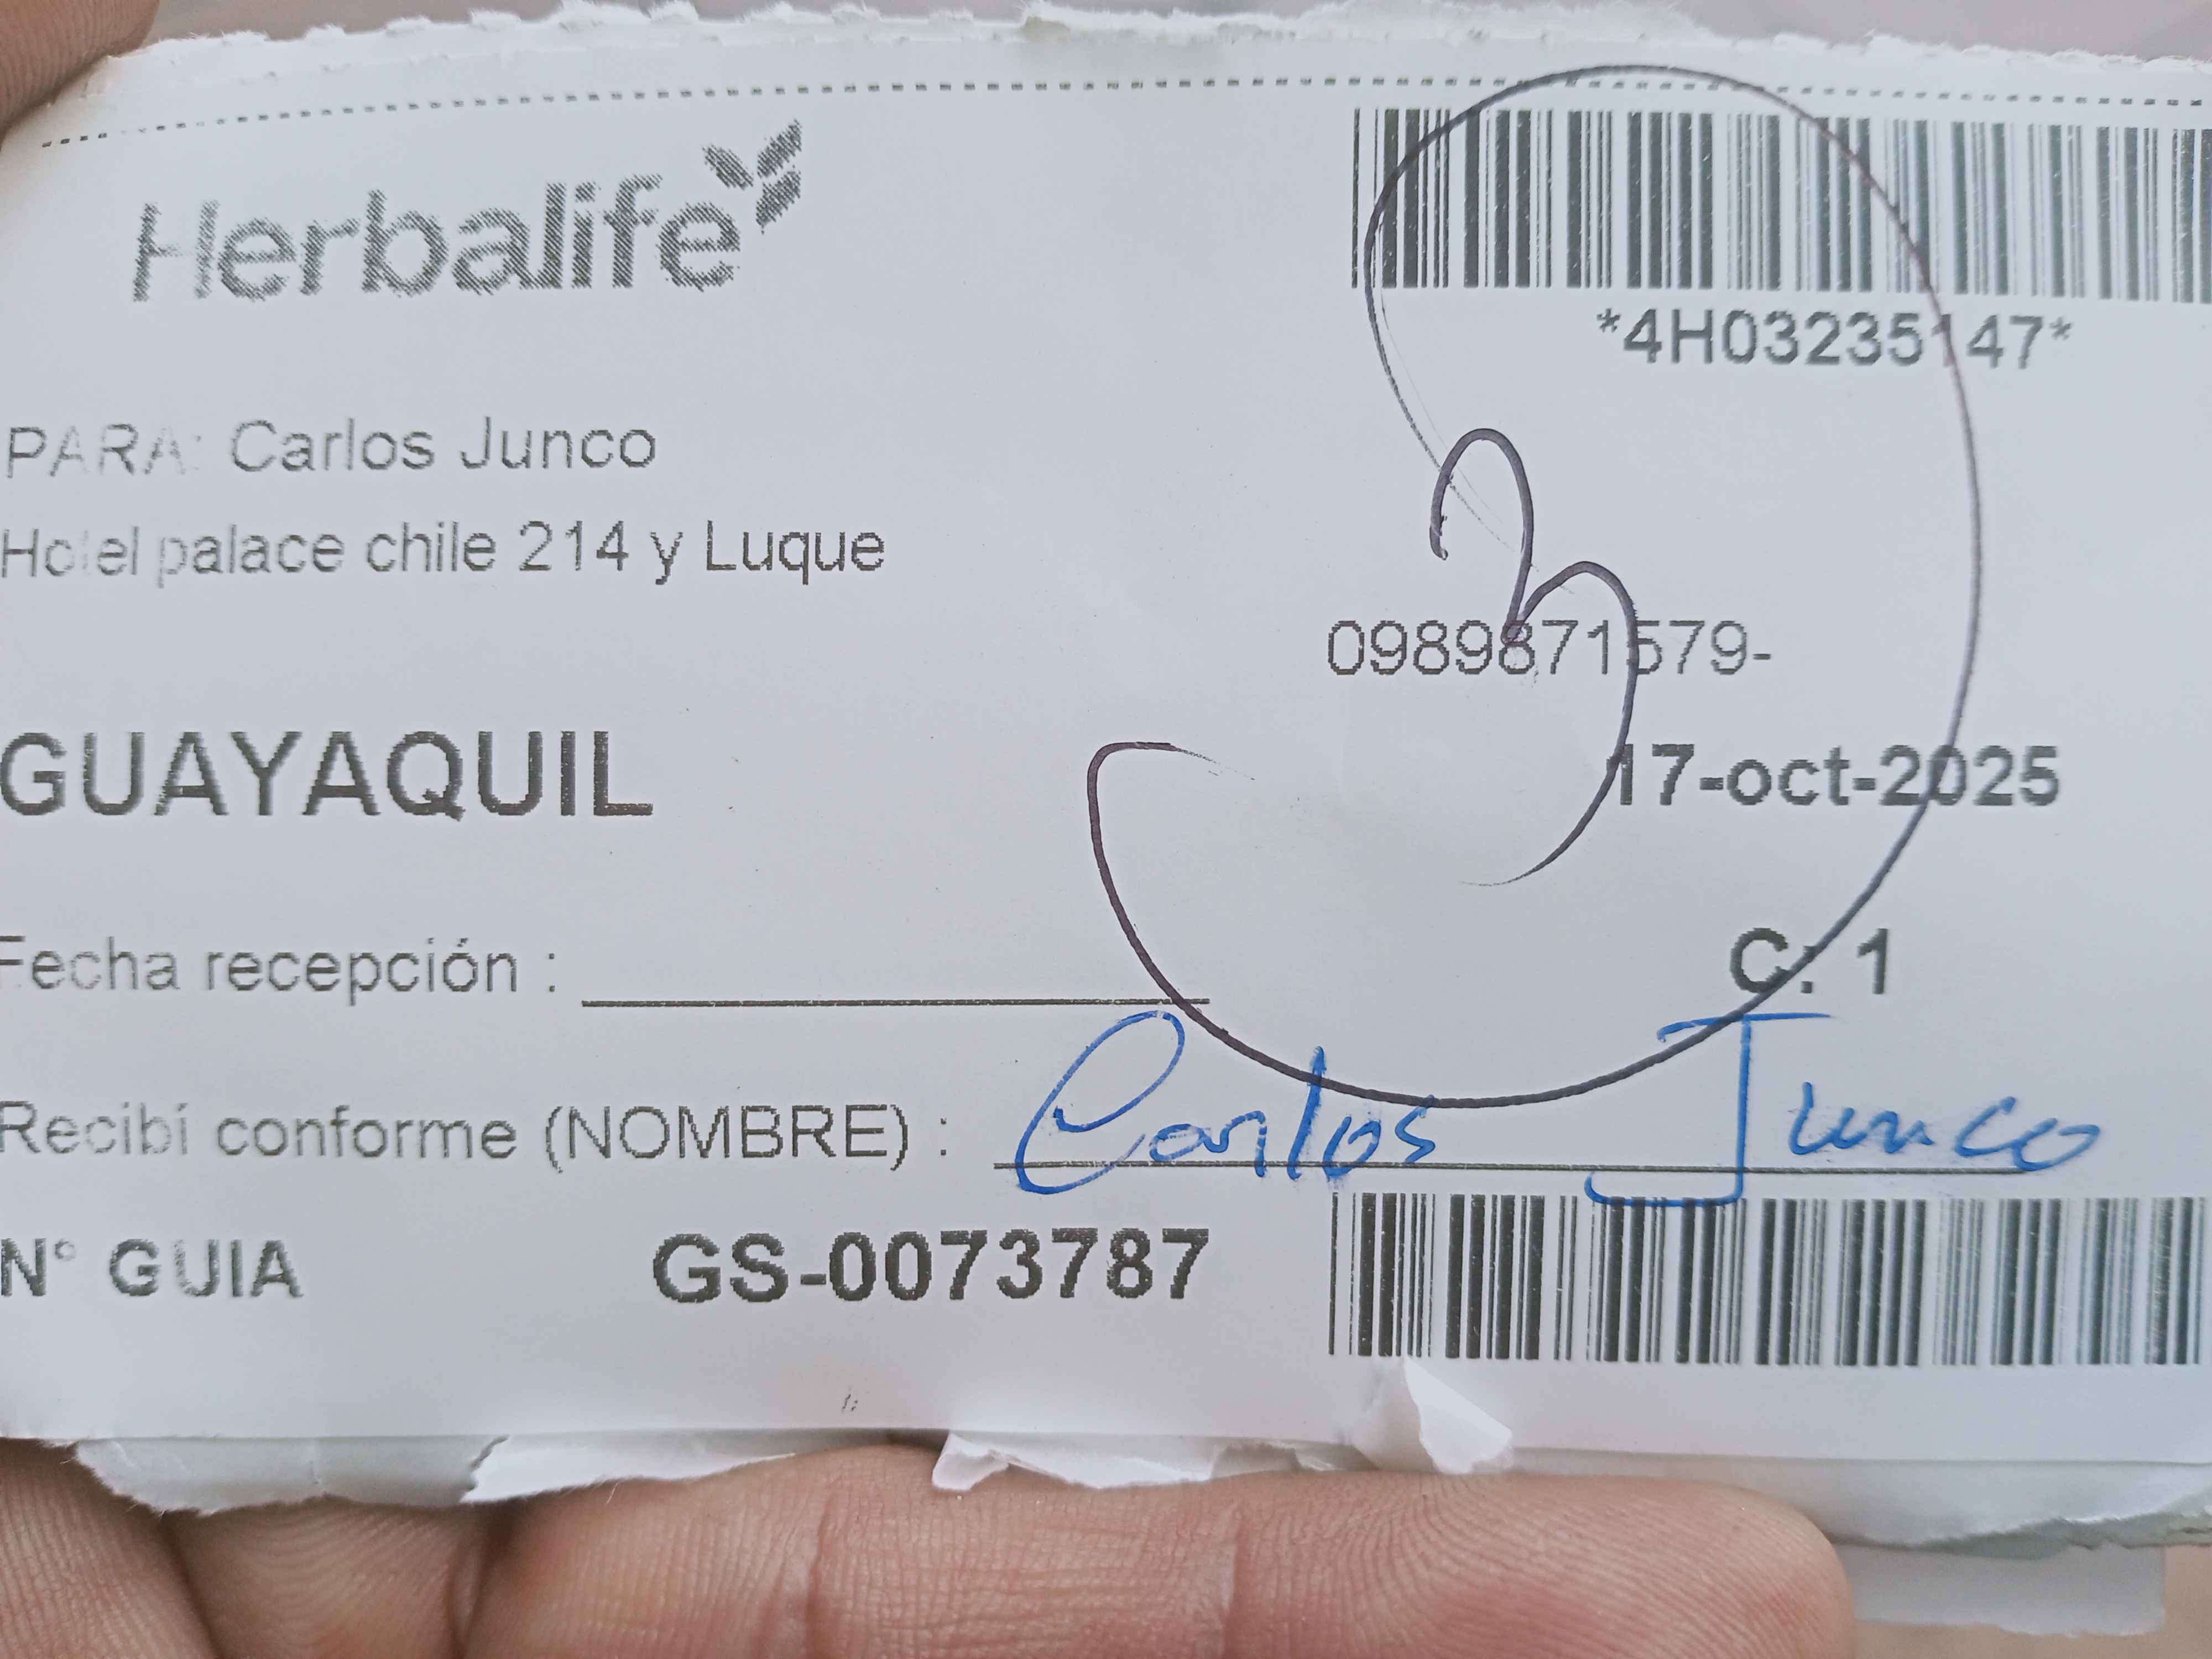 Herbalife
*4H03235147*
PARA: Carlos Junco
Hotel palace chile 214 y Luque
3
0989871579-
GUAYAQUIL
17-oct-2025
Fecha recepción :
C: 1
Recibí conforme (NOMBRE) : Carlos Junco
N° GUIA GS-0073787